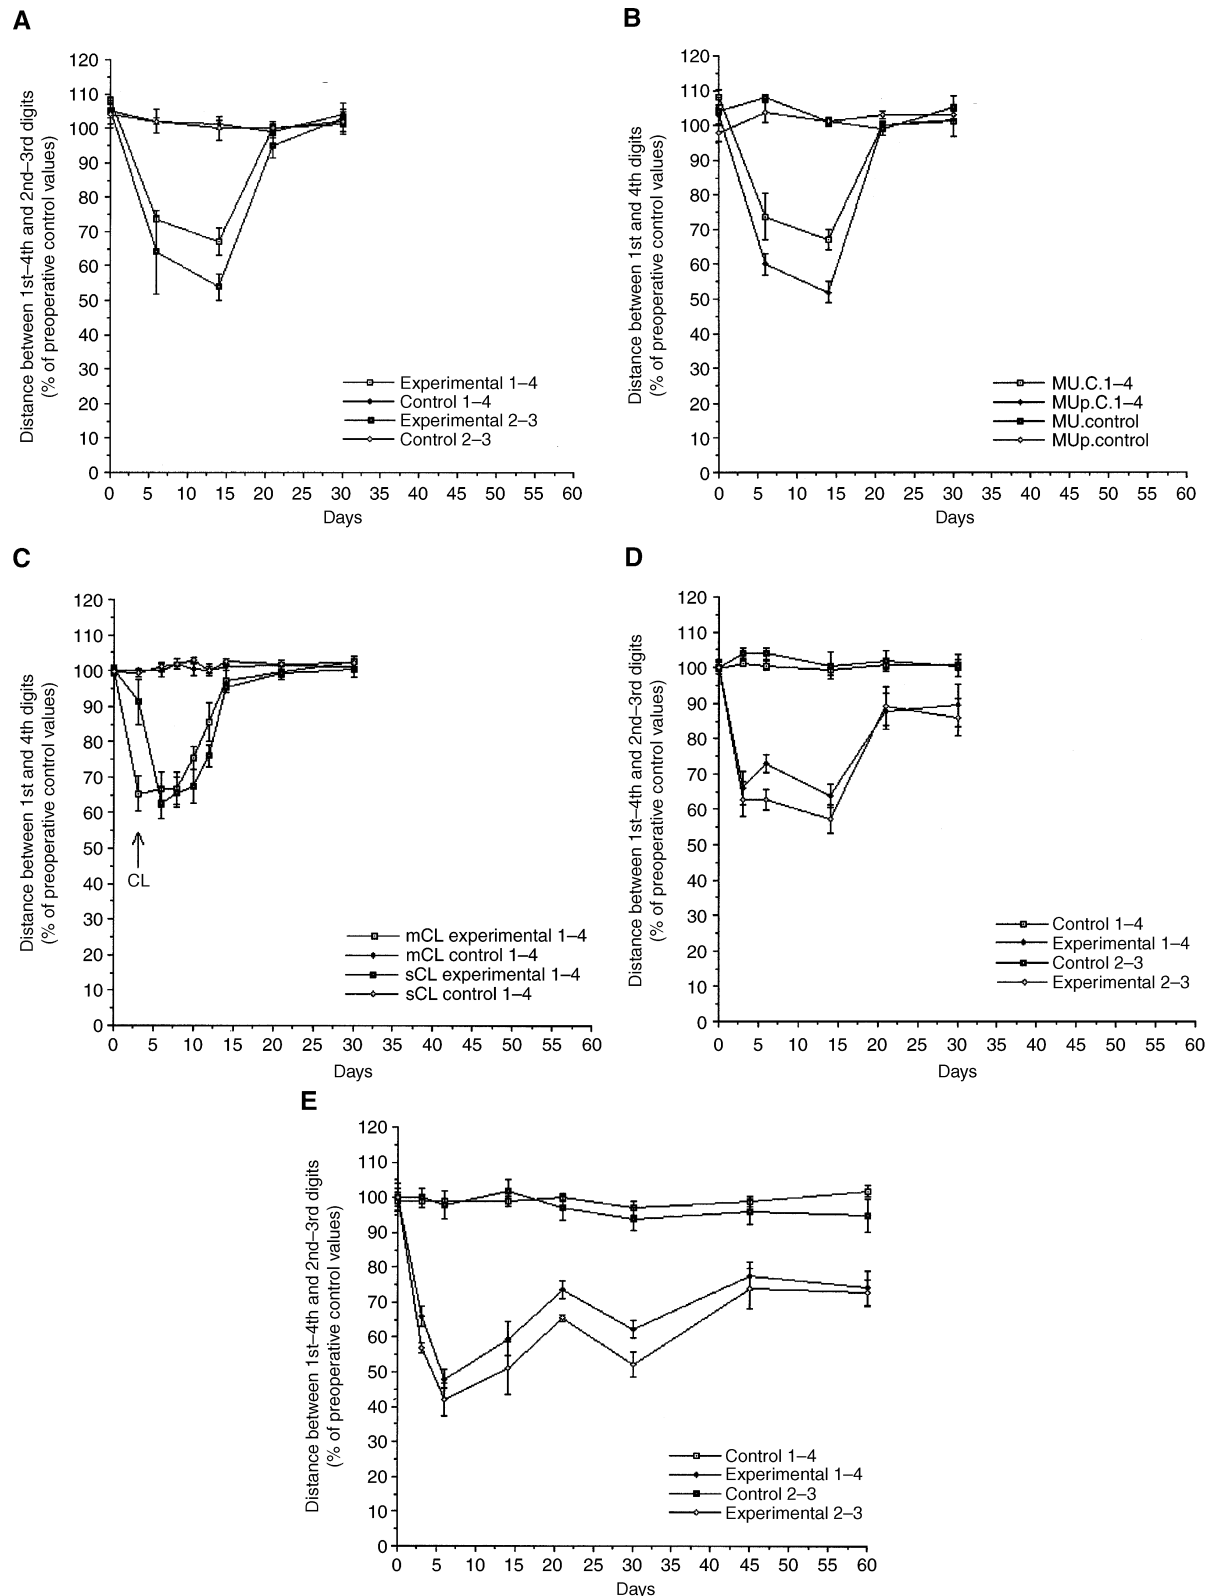 A
Distance between 1st–4th and 2nd–3rd digits
(% of preoperative control values)
120
110
100
90
80
70
60
50
40
30
20
10
0
Experimental 1–4
Control 1–4
Experimental 2–3
Control 2–3
0 5 10 15 20 25 30 35 40 45 50 55 60
Days
B
Distance between 1st and 4th digits
(% of preoperative control values)
120
110
100
90
80
70
60
50
40
30
20
10
0
MU.C.1–4
MUp.C.1–4
MU.control
MUp.control
0 5 10 15 20 25 30 35 40 45 50 55 60
Days
C
Distance between 1st and 4th digits
(% of preoperative control values)
120
110
100
90
80
70
60
50
40
30
20
10
0
CL
mCL experimental 1–4
mCL control 1–4
sCL experimental 1–4
sCL control 1–4
0 5 10 15 20 25 30 35 40 45 50 55 60
Days
D
Distance between 1st–4th and 2nd–3rd digits
(% of preoperative control values)
120
110
100
90
80
70
60
50
40
30
20
10
0
Control 1–4
Experimental 1–4
Control 2–3
Experimental 2–3
0 5 10 15 20 25 30 35 40 45 50 55 60
Days
E
Distance between 1st–4th and 2nd–3rd digits
(% of preoperative control values)
120
110
100
90
80
70
60
50
40
30
20
10
0
Control 1–4
Experimental 1–4
Control 2–3
Experimental 2–3
0 5 10 15 20 25 30 35 40 45 50 55 60
Days